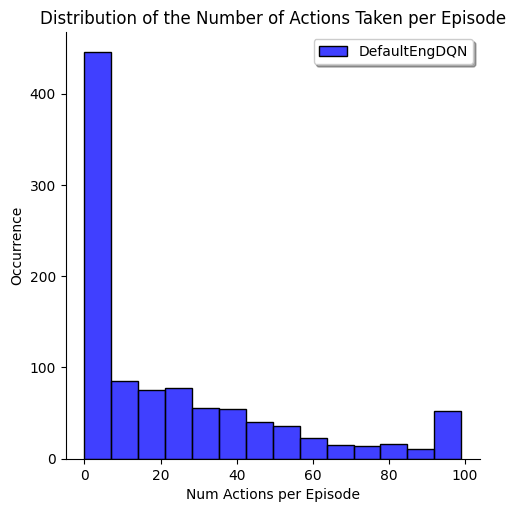 Distribution of the Number of Actions Taken per Episode
DefaultEngDQN
Occurrence
400
300
200
100
0
0 20 40 60 80 100
Num Actions per Episode